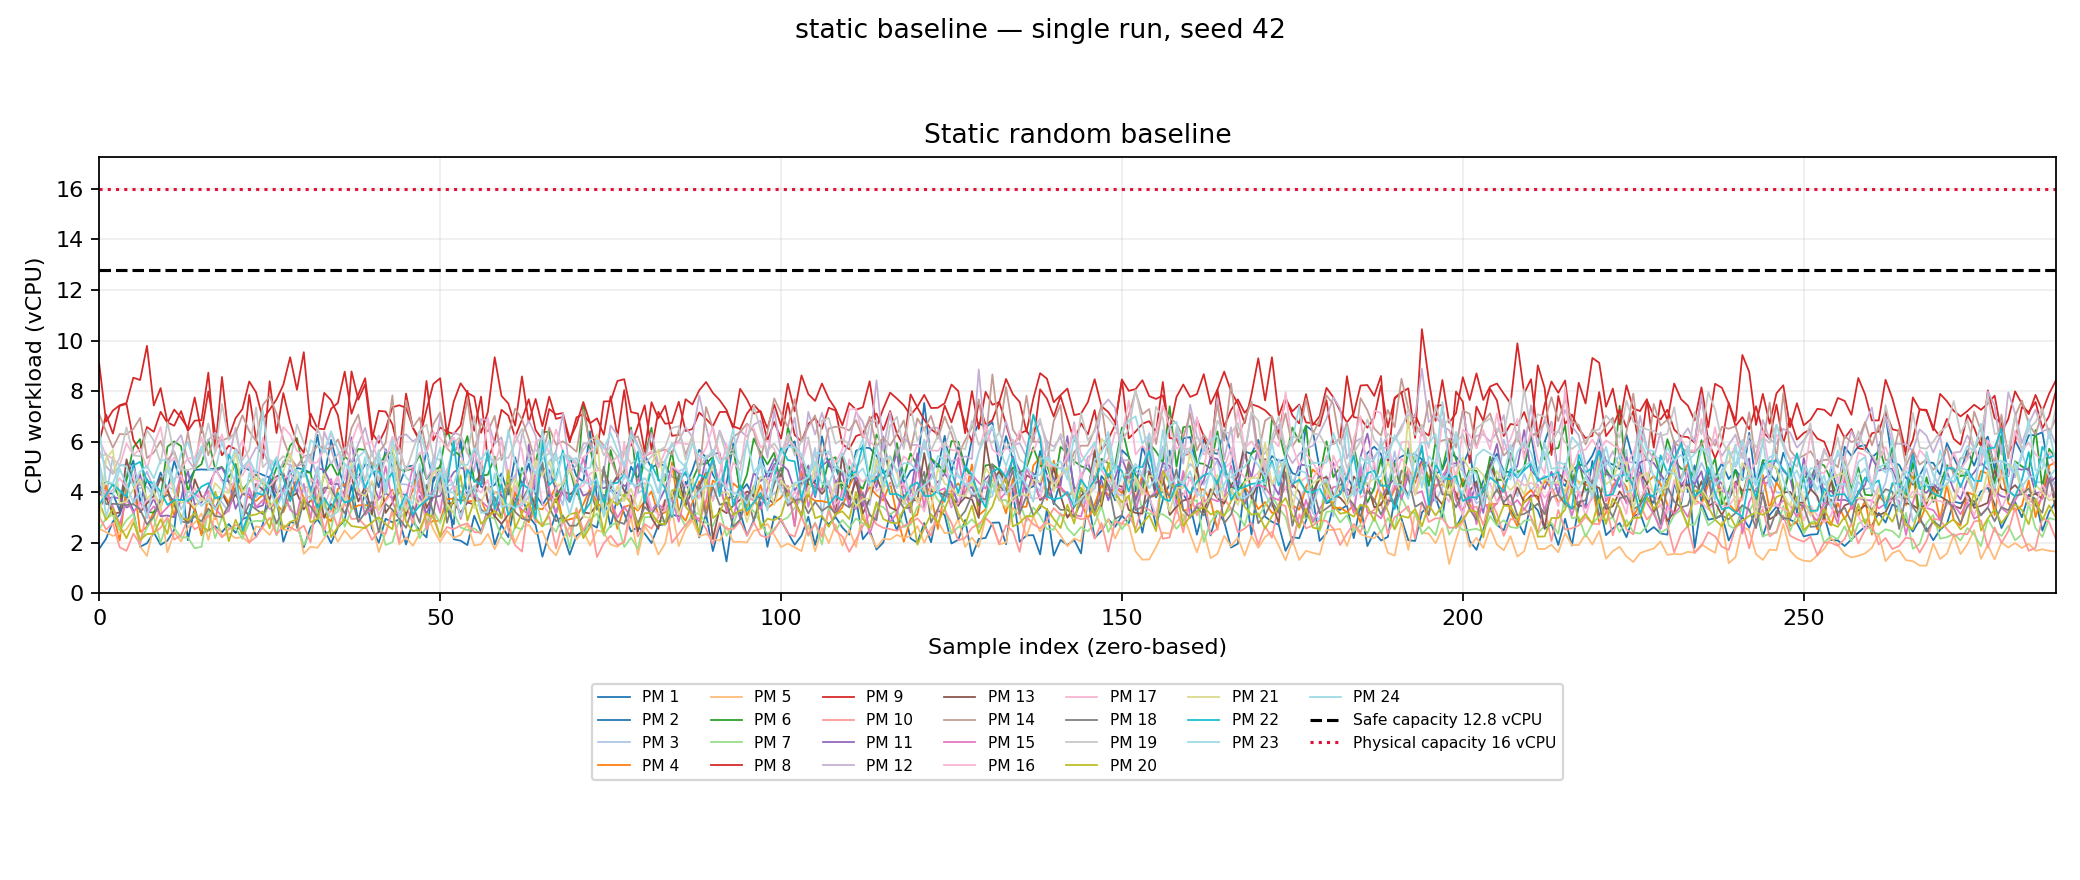 static baseline — single run, seed 42
Static random baseline
CPU workload (vCPU)
16
14
12
10
8
6
4
2
0
0 50 100 150 200 250
Sample index (zero-based)
PM 1 PM 5 PM 9 PM 13 PM 17 PM 21 PM 24
PM 2 PM 6 PM 10 PM 14 PM 18 PM 22 Safe capacity 12.8 vCPU
PM 3 PM 7 PM 11 PM 15 PM 19 PM 23 Physical capacity 16 vCPU
PM 4 PM 8 PM 12 PM 16 PM 20